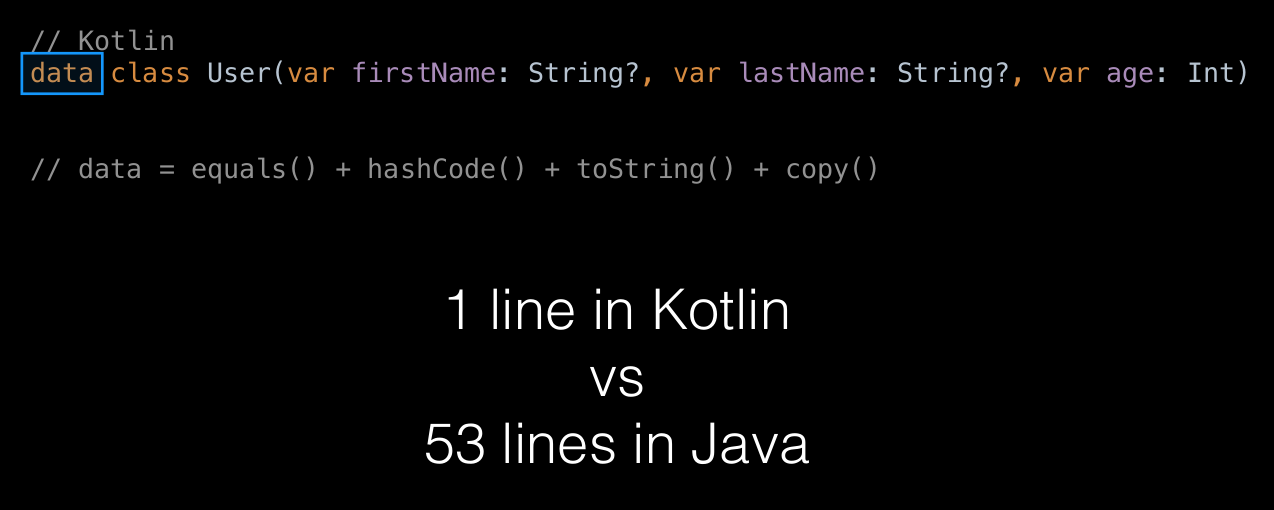 // Kotlin
data class User(var firstName: String?, var lastName: String?, var age: Int)
// data = equals() + hashCode() + toString() + copy()
1 line in Kotlin
vs
53 lines in Java